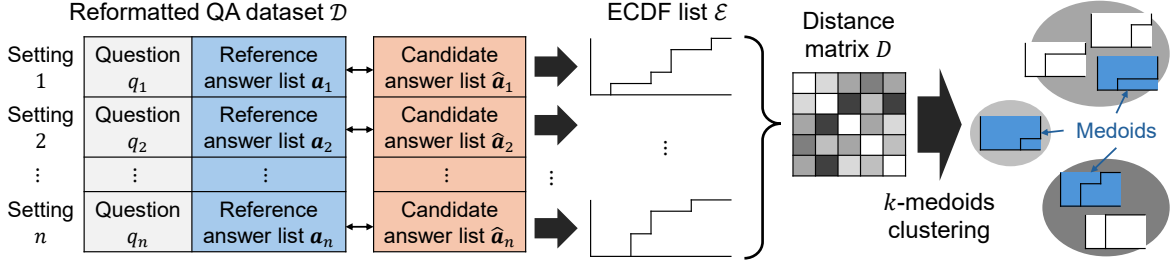 Reformatted QA dataset 𝒟
ECDF list ℰ
Distance
matrix D
Setting
1
Question
q₁
Reference
answer list 𝒂₁
Candidate
answer list 𝒂̂₁
Setting
2
Question
q₂
Reference
answer list 𝒂₂
Candidate
answer list 𝒂̂₂
⋮
⋮
⋮
⋮
⋮
⋮
Setting
n
Question
qₙ
Reference
answer list 𝒂ₙ
Candidate
answer list 𝒂̂ₙ
k-medoids
clustering
Medoids